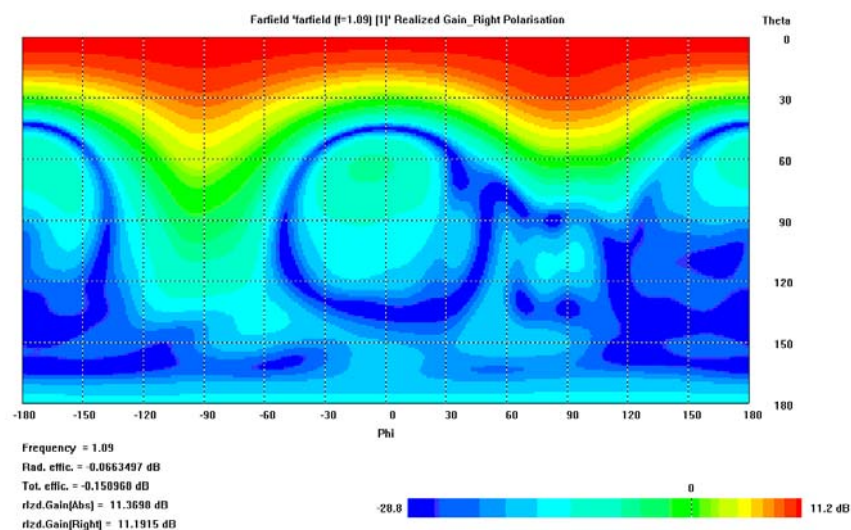 Farfield 'farfield (f=1.09) [1]' Realized Gain_Right Polarisation
Theta
0
30
60
90
120
150
180
-180 -150 -120 -90 -60 -30 0 30 60 90 120 150 180
Phi
Frequency = 1.09
Rad. effic. = -0.0663497 dB
Tot. effic. = -0.150960 dB
rlzd.Gain(Abs) = 11.3698 dB
rlzd.Gain(Right) = 11.1915 dB
0
-28.8 11.2 dB